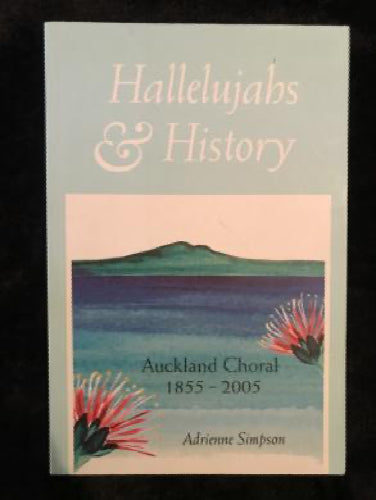 Hallelujahs
& History
Auckland Choral
1855 - 2005
Adrienne Simpson